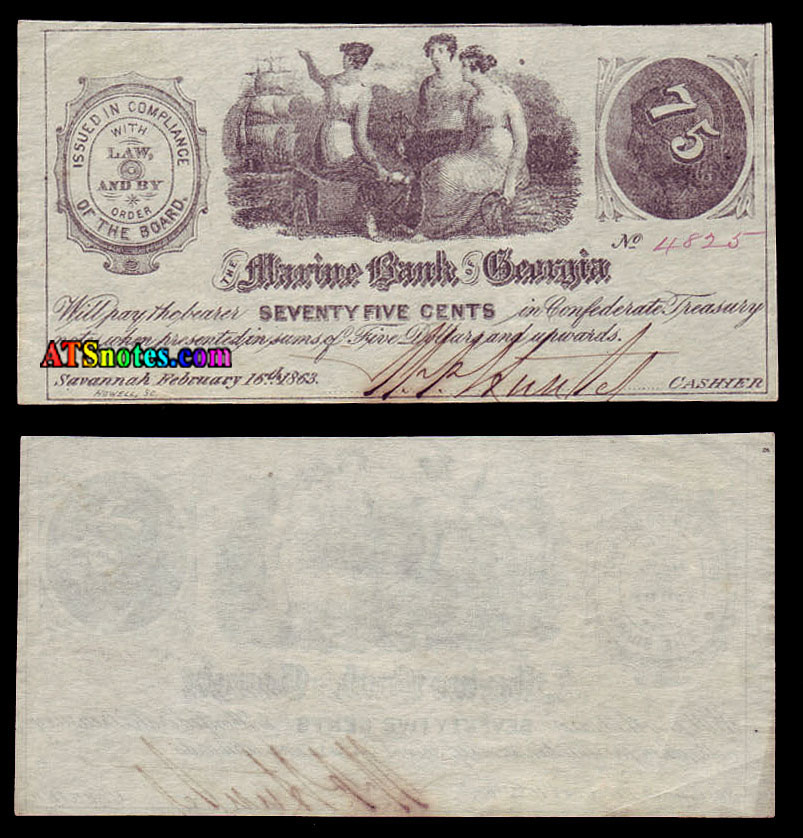 ISSUED IN COMPLIANCE
WITH
LAW,
AND BY
ORDER
OF THE BOARD.
75
No 4825
THE Marine Bank OF Georgia
Will pay the bearer SEVENTY FIVE CENTS in Confederate Treasury
notes when presented in sums of Five Dollars and upwards.
ATSnotes.com
Savannah February 16th 1863. CASHIER
HOWELL, SC.